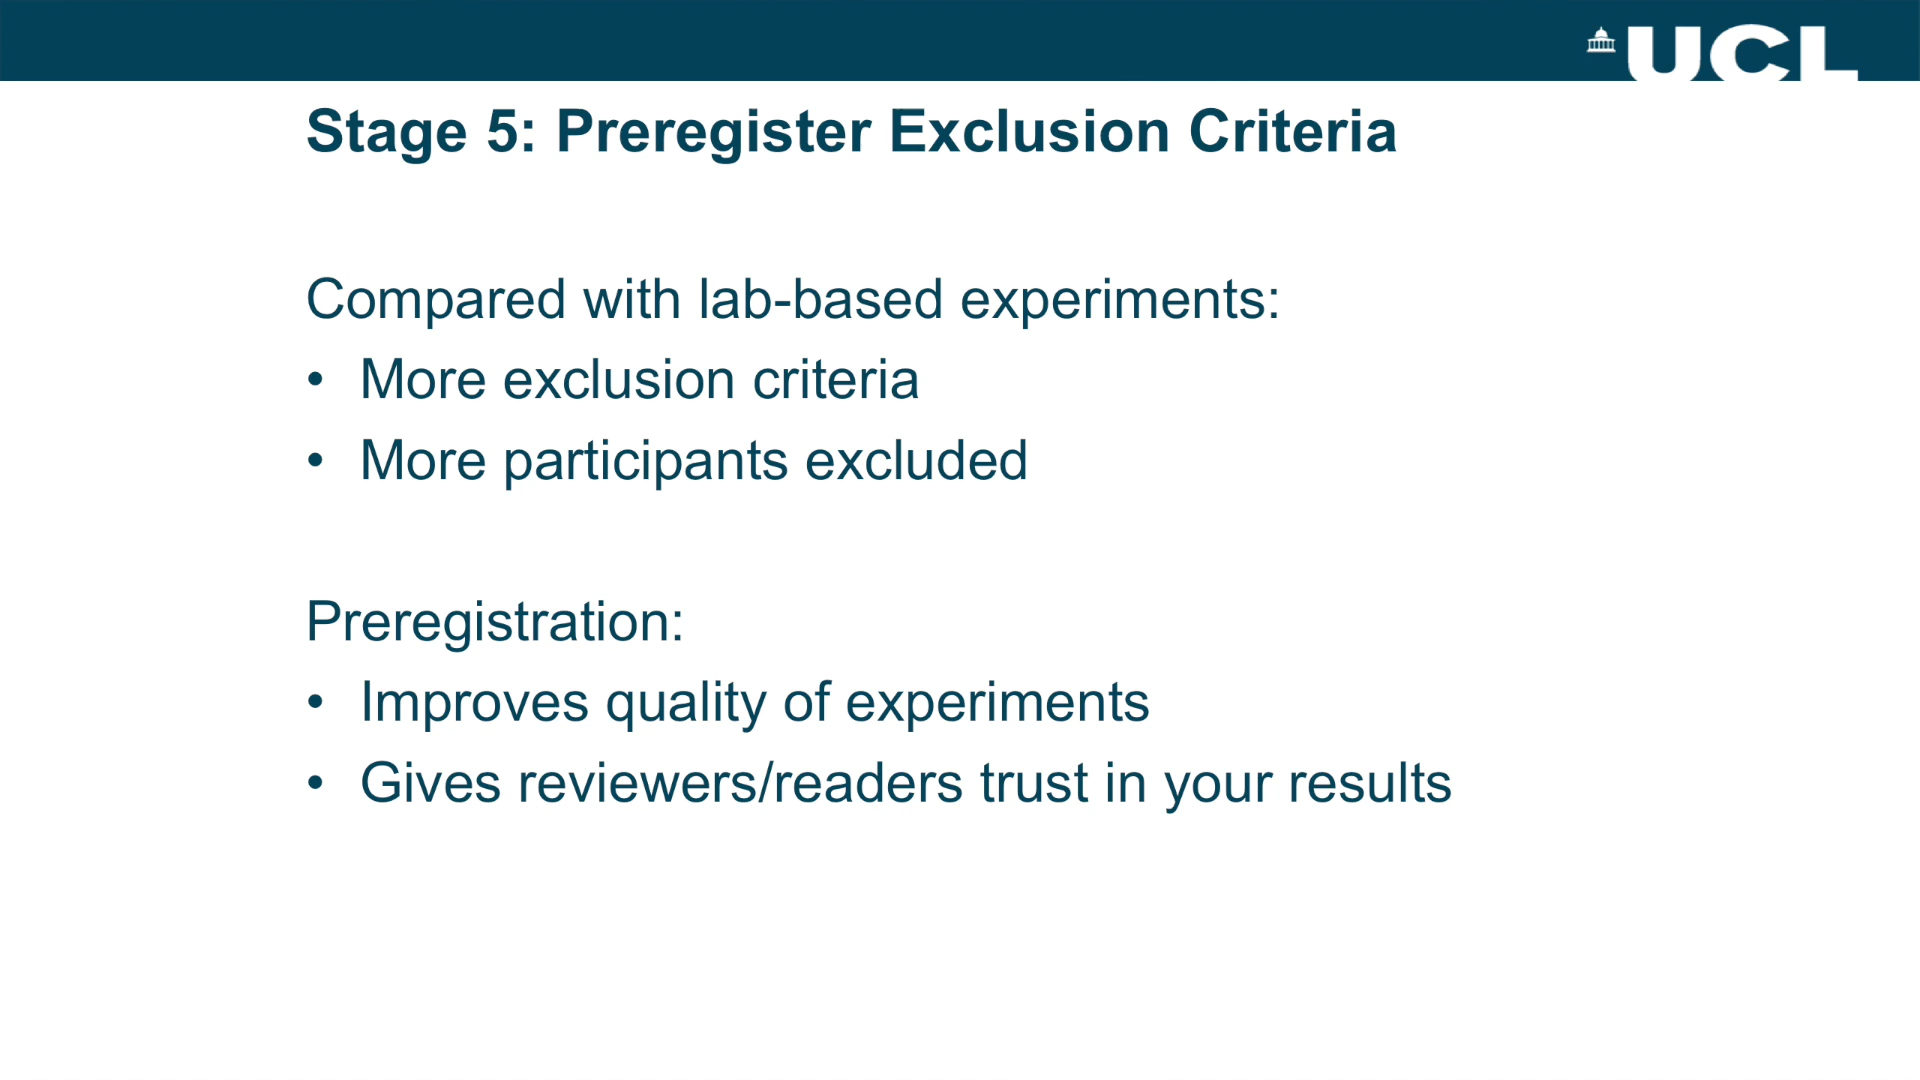 UCL
Stage 5: Preregister Exclusion Criteria
Compared with lab-based experiments:
• More exclusion criteria
• More participants excluded
Preregistration:
• Improves quality of experiments
• Gives reviewers/readers trust in your results